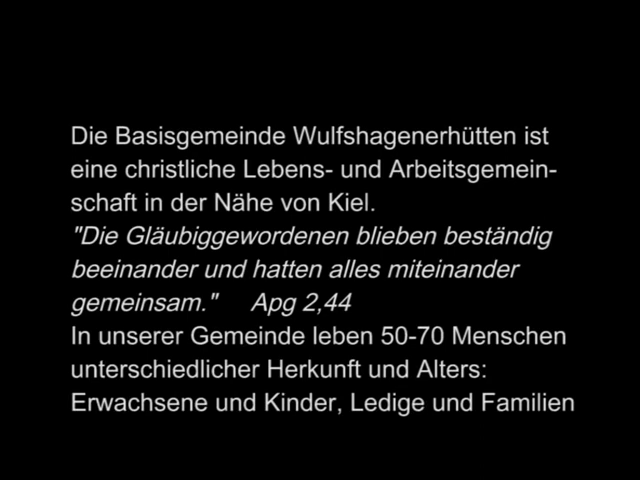 Die Basisgemeinde Wulfshagenerhütten ist
eine christliche Lebens- und Arbeitsgemein-
schaft in der Nähe von Kiel.
"Die Gläubiggewordenen blieben beständig
beeinander und hatten alles miteinander
gemeinsam." Apg 2,44
In unserer Gemeinde leben 50-70 Menschen
unterschiedlicher Herkunft und Alters:
Erwachsene und Kinder, Ledige und Familien